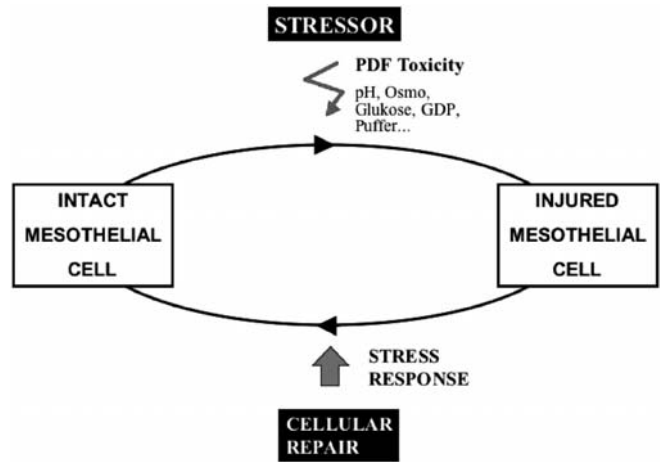 STRESSOR
PDF Toxicity
pH, Osmo,
Glukose, GDP,
Puffer...
INTACT
MESOTHELIAL
CELL
INJURED
MESOTHELIAL
CELL
STRESS
RESPONSE
CELLULAR
REPAIR